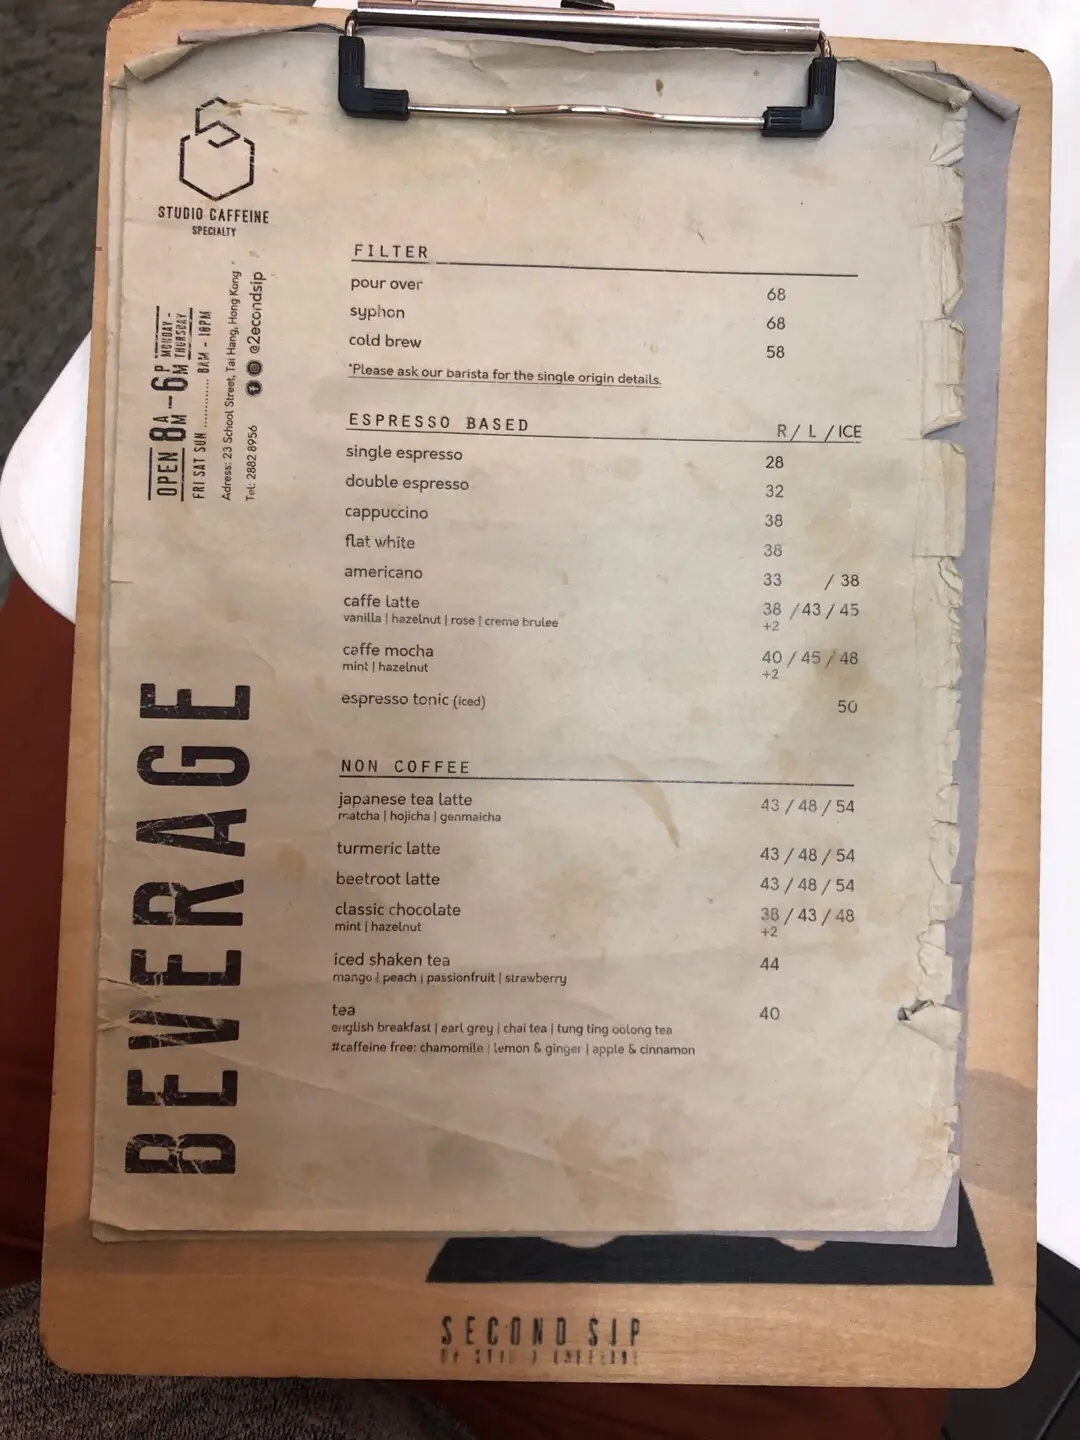 STUDIO CAFFEINE
SPECIALTY
OPEN 8AM-6PM MONDAY - THURSDAY
FRI SAT SUN ............ 8AM - 10PM
Adress: 23 School Street, Tai Hang, Hong Kong
Tel: 2882 8956 @2econdsip
BEVERAGE
FILTER
pour over 68
syphon 68
cold brew 58
*Please ask our barista for the single origin details.
ESPRESSO BASED R / L / ICE
single espresso 28
double espresso 32
cappuccino 38
flat white 38
americano 33 / 38
caffe latte 38 / 43 / 45
vanilla | hazelnut | rose | creme brulee +2
caffe mocha 40 / 45 / 48
mint | hazelnut +2
espresso tonic (iced) 50
NON COFFEE
japanese tea latte 43 / 48 / 54
matcha | hojicha | genmaicha
turmeric latte 43 / 48 / 54
beetroot latte 43 / 48 / 54
classic chocolate 38 / 43 / 48
mint | hazelnut +2
iced shaken tea 44
mango | peach | passionfruit | strawberry
tea 40
english breakfast | earl grey | chai tea | tung ting oolong tea
#caffeine free: chamomile | lemon & ginger | apple & cinnamon
SECOND SIP